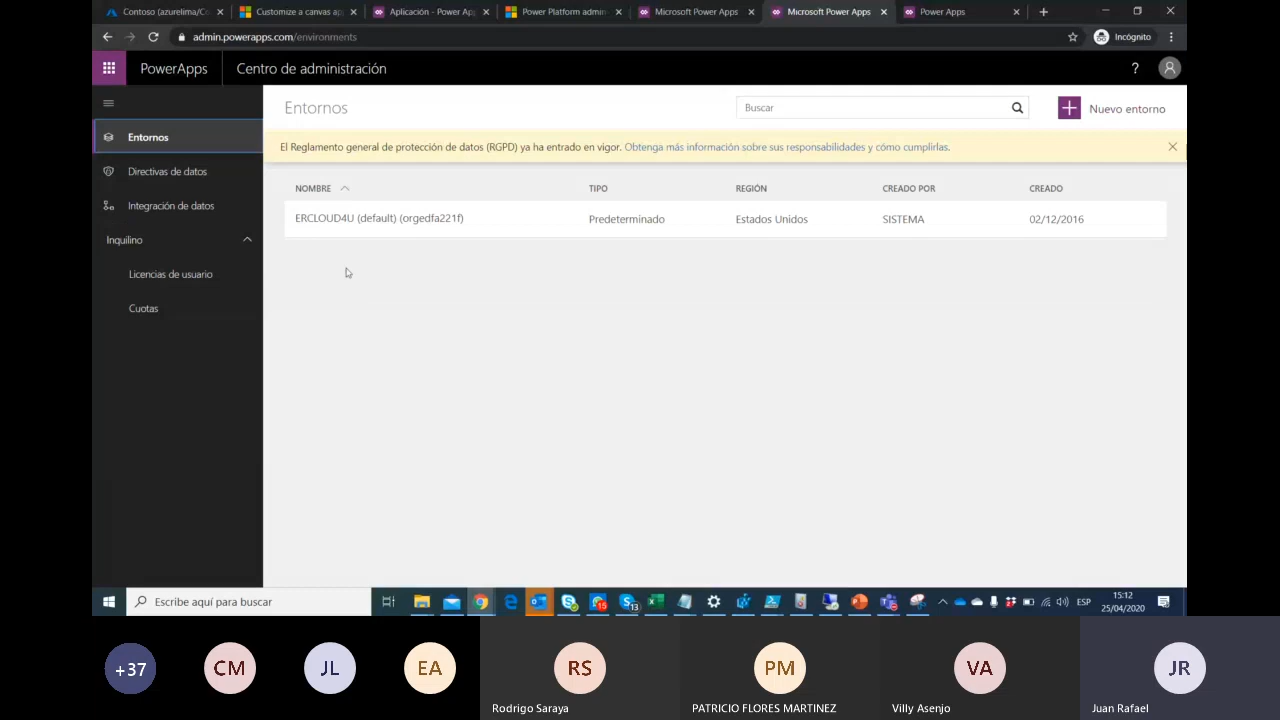 Contoso (azurelima/Co
Customize a canvas ap
Aplicación - Power Ap
Power Platform admin
Microsoft Power Apps
Microsoft Power Apps
Power Apps
admin.powerapps.com/environments
Incógnito
PowerApps
Centro de administración
?
Entornos
Buscar
Nuevo entorno
Entornos
El Reglamento general de protección de datos (RGPD) ya ha entrado en vigor. Obtenga más información sobre sus responsabilidades y cómo cumplirlas.
Directivas de datos
NOMBRE TIPO REGIÓN CREADO POR CREADO
Integración de datos
ERCLOUD4U (default) (orgedfa221f) Predeterminado Estados Unidos SISTEMA 02/12/2016
Inquilino
Licencias de usuario
Cuotas
Escribe aquí para buscar
15
13
ESP
15:12
25/04/2020
+37
CM
JL
EA
RS
PM
VA
JR
Rodrigo Saraya
PATRICIO FLORES MARTINEZ
Villy Asenjo
Juan Rafael